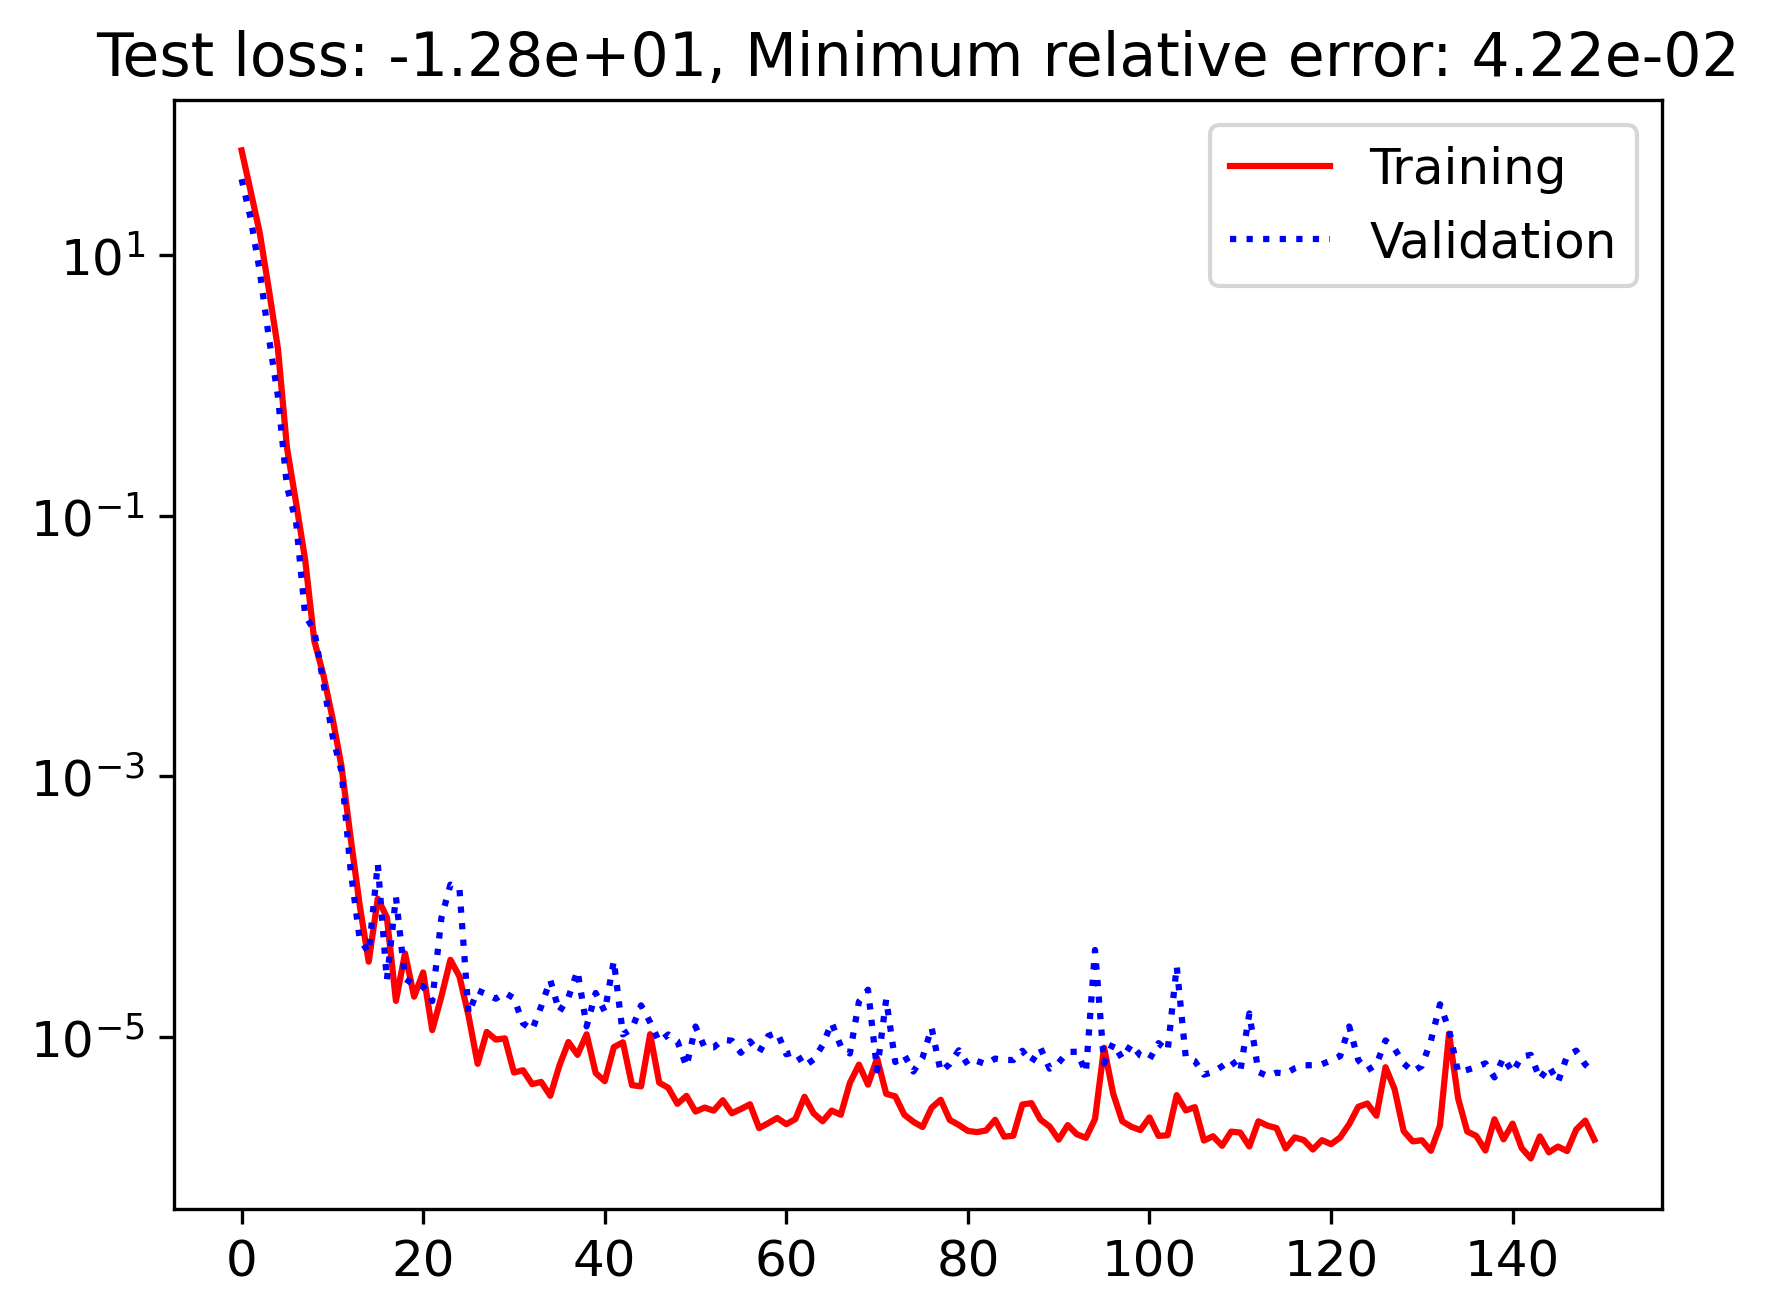 Test loss: -1.28e+01, Minimum relative error: 4.22e-02
Training
Validation
10¹
10⁻¹
10⁻³
10⁻⁵
0 20 40 60 80 100 120 140